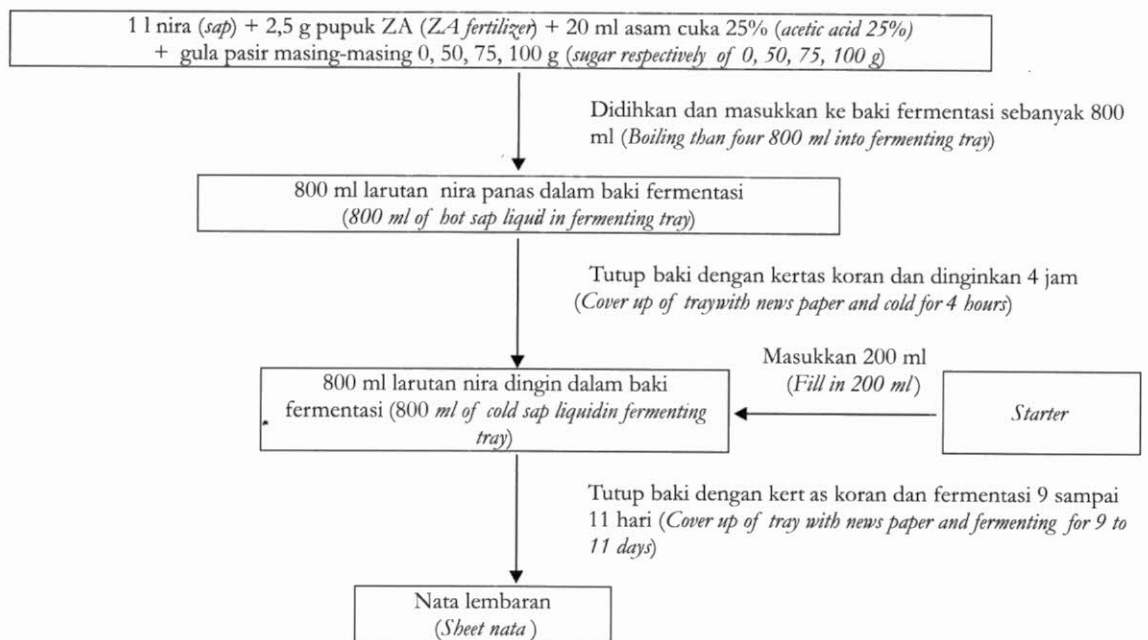 1 l nira (sap) + 2,5 g pupuk ZA (ZA fertilizer) + 20 ml asam cuka 25% (acetic acid 25%)
+ gula pasir masing-masing 0, 50, 75, 100 g (sugar respectively of 0, 50, 75, 100 g)
Didihkan dan masukkan ke baki fermentasi sebanyak 800
ml (Boiling than four 800 ml into fermenting tray)
800 ml larutan nira panas dalam baki fermentasi
(800 ml of hot sap liquid in fermenting tray)
Tutup baki dengan kertas koran dan dinginkan 4 jam
(Cover up of traywith news paper and cold for 4 hours)
Masukkan 200 ml
(Fill in 200 ml)
800 ml larutan nira dingin dalam baki
fermentasi (800 ml of cold sap liquidin fermenting
tray)
Starter
Tutup baki dengan kert as koran dan fermentasi 9 sampai
11 hari (Cover up of tray with news paper and fermenting for 9 to
11 days)
Nata lembaran
(Sheet nata )